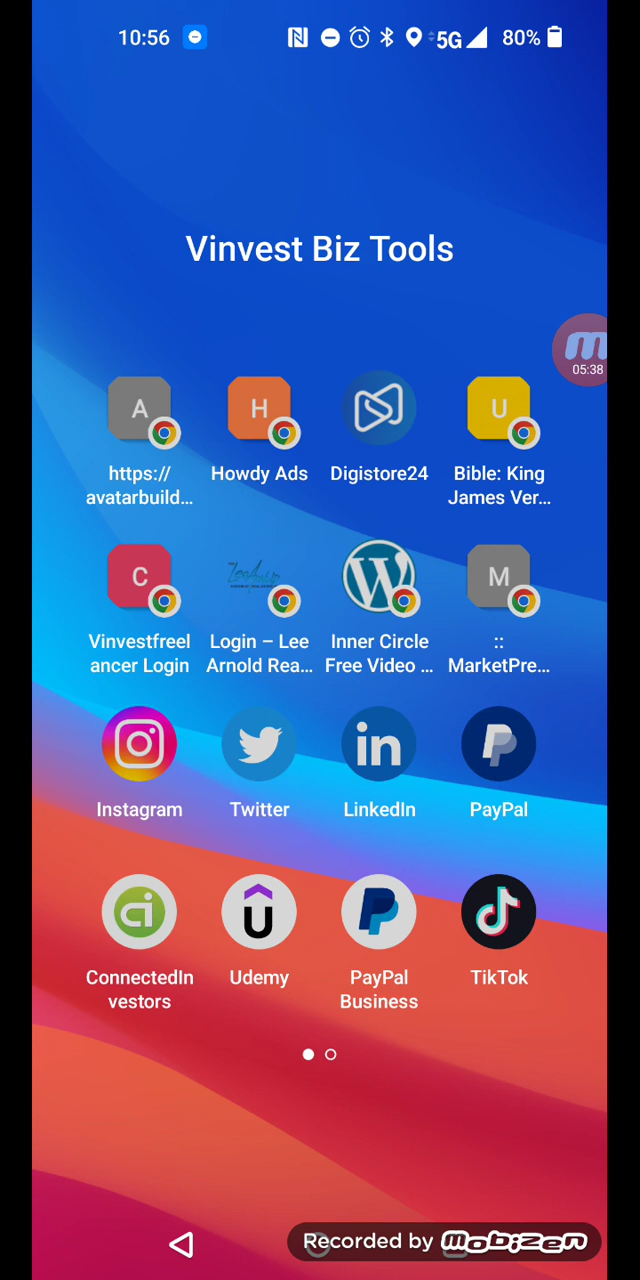 10:56
5G
80%
Vinvest Biz Tools
05:38
A
H
U
https://
avatarbuild...
Howdy Ads
Digistore24
Bible: King
James Ver...
C
M
Vinvestfreel
ancer Login
Login – Lee
Arnold Rea...
Inner Circle
Free Video ...
::
MarketPre...
in
Instagram
Twitter
LinkedIn
PayPal
ci
ConnectedIn
vestors
Udemy
PayPal
Business
TikTok
Recorded by Mobizen